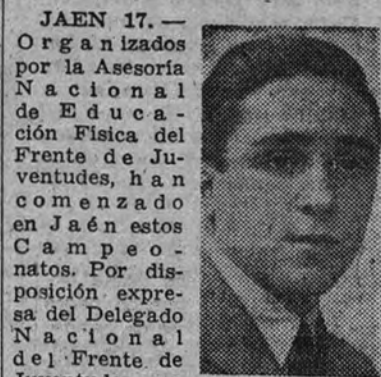 JAEN 17. —
Organizados
por la Asesoría
Nacional
de Educa-
ción Física del
Frente de Ju-
ventudes, han
comenzado
en Jaén estos
Campeo-
natos. Por dis-
posición expre-
sa del Delegado
Nacional
del Frente de